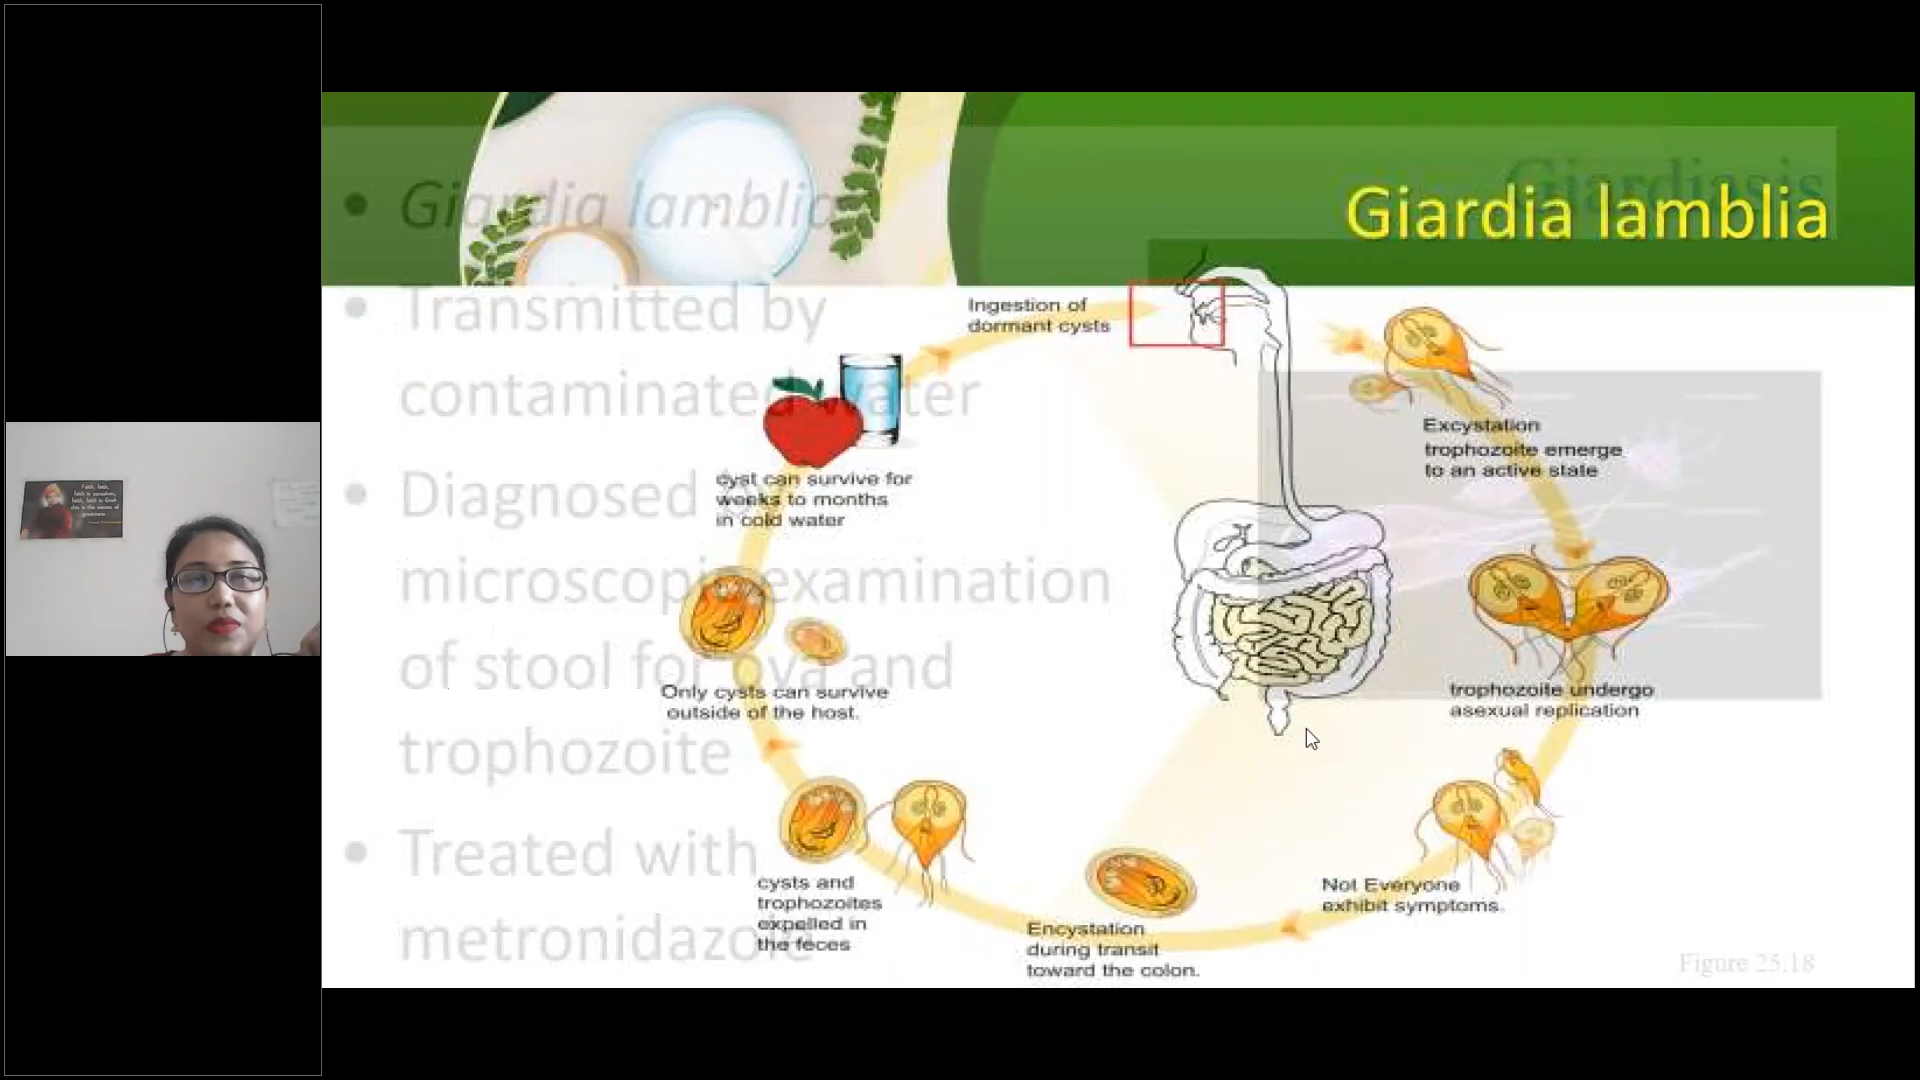 Giardiasis
Giardia lamblia
• Giardia lamblia
• Transmitted by
contaminated water
• Diagnosed
microscopic examination
of stool for ova and
trophozoite
• Treated with
metronidazole
Ingestion of
dormant cysts
Excystation
trophozoite emerge
to an active state
trophozoite undergo
asexual replication
Not Everyone
exhibit symptoms.
Encystation
during transit
toward the colon.
cysts and
trophozoites
expelled in
the feces
Only cysts can survive
outside of the host.
cyst can survive for
weeks to months
in cold water
Figure 25.18